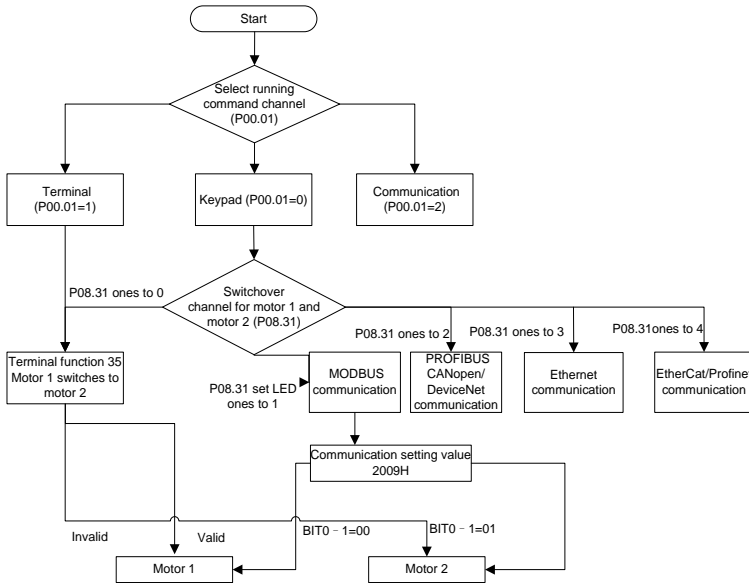 Start
Select running
command channel
(P00.01)
Terminal
(P00.01=1)
Keypad (P00.01=0)
Communication
(P00.01=2)
P08.31 ones to 0
Switchover
channel for motor 1 and
motor 2 (P08.31)
P08.31 ones to 2
P08.31 ones to 3
P08.31ones to 4
Terminal function 35
Motor 1 switches to
motor 2
P08.31 set LED
ones to 1
MODBUS
communication
PROFIBUS
CANopen/
DeviceNet
communication
Ethernet
communication
EtherCat/Profinet
communication
Communication setting value
2009H
Invalid
Valid
BIT0﹣1=00
BIT0﹣1=01
Motor 1
Motor 2